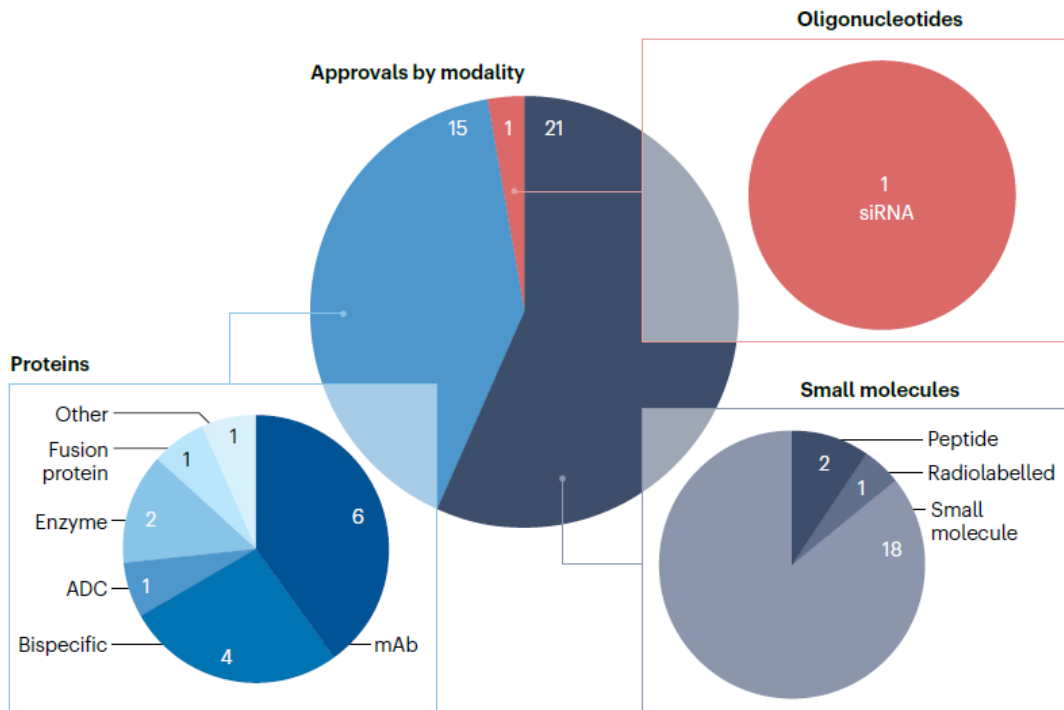 Oligonucleotides
Approvals by modality
15
1
21
1
siRNA
Proteins
Other
Fusion
protein
Enzyme
ADC
Bispecific
mAb
1
1
2
1
4
6
Small molecules
Peptide
Radiolabelled
Small
molecule
2
1
18